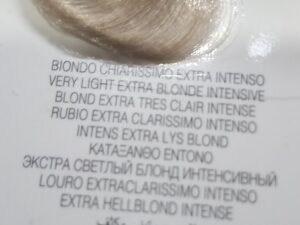 BIONDO CHIARISSIMO EXTRA INTENSO
VERY LIGHT EXTRA BLONDE INTENSIVE
BLOND EXTRA TRES CLAIR INTENSE
RUBIO EXTRA CLARISSIMO INTENSO
INTENS EXTRA LYS BLOND
ΚΑΤΑΞΑΝΘΟ ΕΝΤΟΝΟ
ЭКСТРА СВЕТЛЫЙ БЛОНД ИНТЕНСИВНЫЙ
LOURO EXTRACLARISSIMO INTENSO
EXTRA HELLBLOND INTENSE